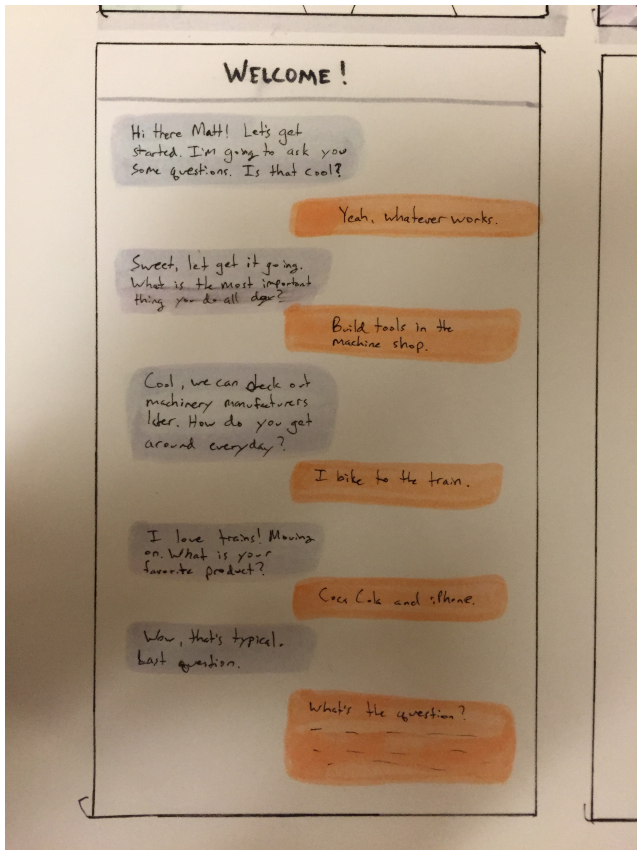 WELCOME!
Hi there Matt! Let's get
started. I'm going to ask you
some questions. Is that cool?
Yeah, whatever works.
Sweet, let get it going.
What is the most important
thing you do all day?
Build tools in the
machine shop.
Cool, we can check out
machinery manufacturers
later. How do you get
around everyday?
I bike to the train.
I love trains! Moving
on. What is your
favorite product?
Coca Cola and iPhone.
Wow, that's typical.
Last question.
What's the question?